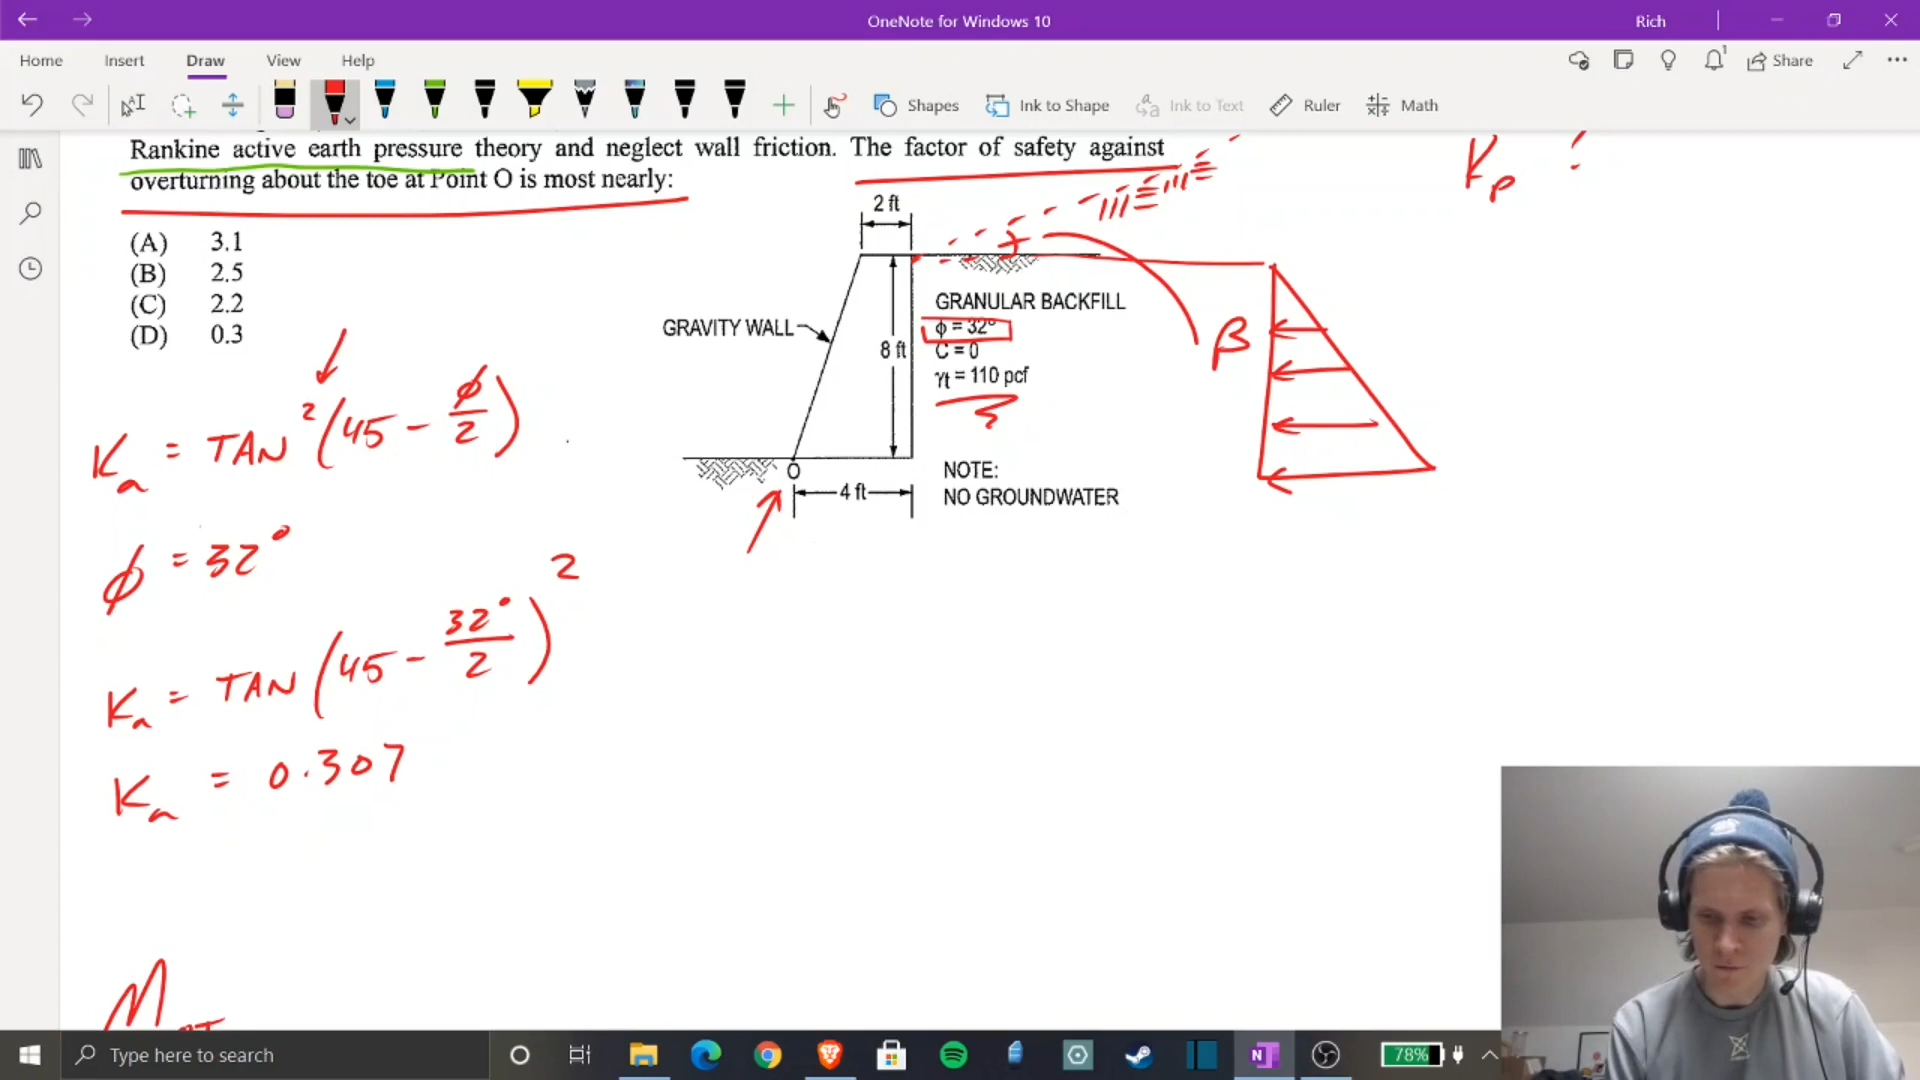 OneNote for Windows 10
Rich
Home Insert Draw View Help
1
Share
Shapes Ink to Shape Ink to Text Ruler Math
Rankine active earth pressure theory and neglect wall friction. The factor of safety against
overturning about the toe at Point O is most nearly:
(A) 3.1
(B) 2.5
(C) 2.2
(D) 0.3
2 ft
GRAVITY WALL
8 ft
GRANULAR BACKFILL
ϕ = 32°
C = 0
γt = 110 pcf
O
4 ft
NOTE:
NO GROUNDWATER
β
Kp
Ka = TAN²(45 - ϕ/2)
ϕ = 32°
Ka = TAN(45 - 32°/2)²
Ka = 0.307
M
Type here to search
78%